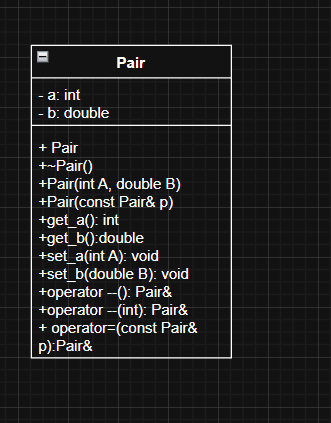 Pair
- a: int
- b: double
+ Pair
+~Pair()
+Pair(int A, double B)
+Pair(const Pair& p)
+get_a(): int
+get_b():double
+set_a(int A): void
+set_b(double B): void
+operator --(): Pair&
+operator --(int): Pair&
+ operator=(const Pair&
p):Pair&